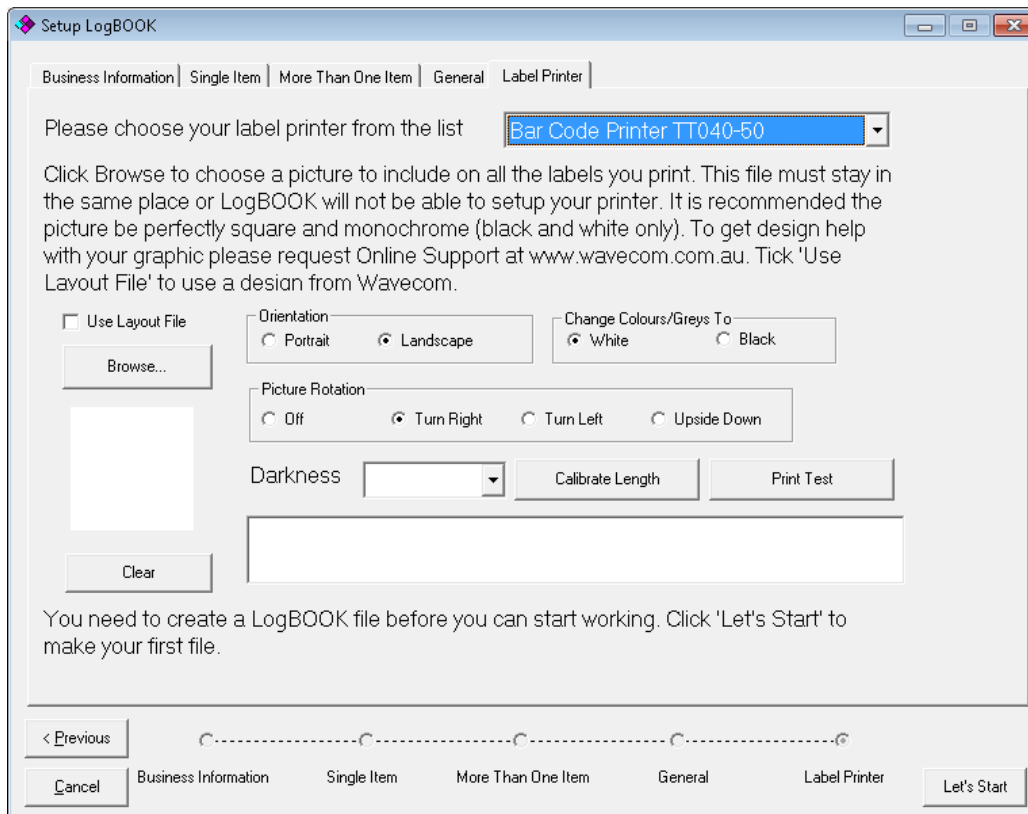 Setup LogBOOK
Business Information Single Item More Than One Item General Label Printer
Please choose your label printer from the list Bar Code Printer TT040-50
Click Browse to choose a picture to include on all the labels you print. This file must stay in
the same place or LogBOOK will not be able to setup your printer. It is recommended the
picture be perfectly square and monochrome (black and white only). To get design help
with your graphic please request Online Support at www.wavecom.com.au. Tick 'Use
Layout File' to use a design from Wavecom.
Use Layout File
Orientation
Portrait Landscape
Change Colours/Greys To
White Black
Browse...
Picture Rotation
Off Turn Right Turn Left Upside Down
Darkness Calibrate Length Print Test
Clear
You need to create a LogBOOK file before you can start working. Click 'Let's Start' to
make your first file.
< Previous
Cancel
Business Information Single Item More Than One Item General Label Printer
Let's Start